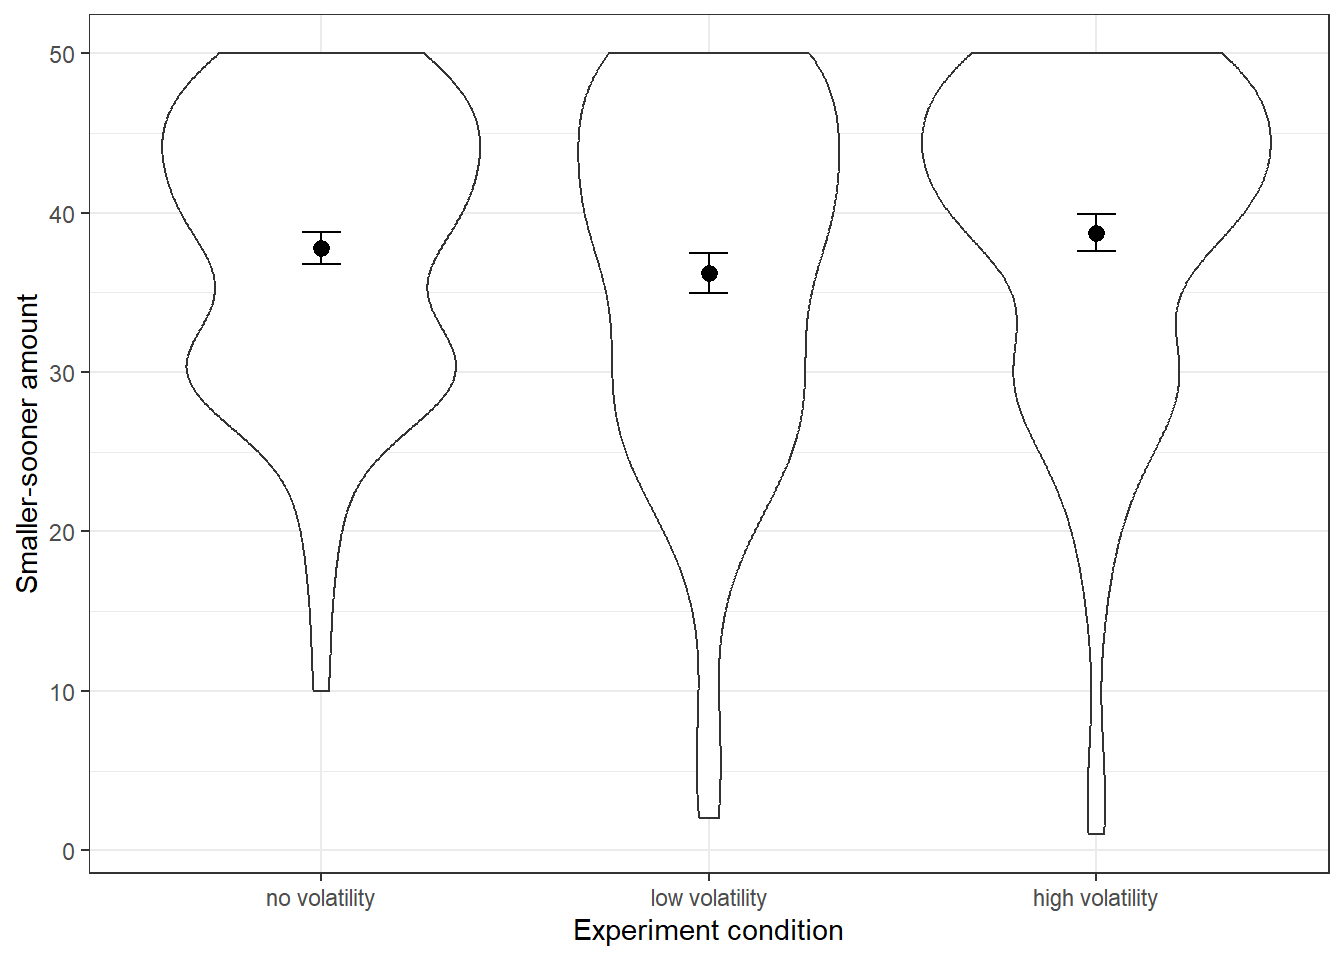 50
40
30
20
10
0
Smaller-sooner amount
no volatility
low volatility
high volatility
Experiment condition